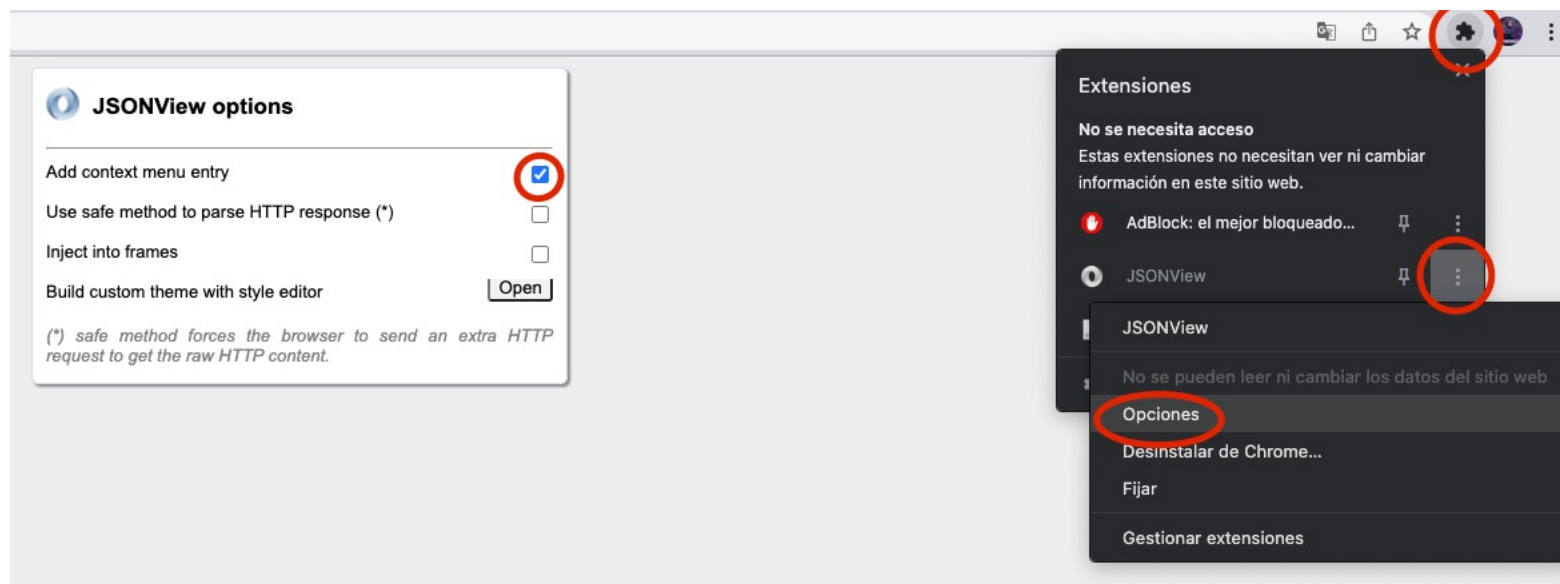 JSONView options
Add context menu entry
Use safe method to parse HTTP response (*)
Inject into frames
Build custom theme with style editor
Open
(*) safe method forces the browser to send an extra HTTP
request to get the raw HTTP content.
Extensiones
No se necesita acceso
Estas extensiones no necesitan ver ni cambiar
información en este sitio web.
AdBlock: el mejor bloqueado...
JSONView
JSONView
No se pueden leer ni cambiar los datos del sitio web
Opciones
Desinstalar de Chrome...
Fijar
Gestionar extensiones